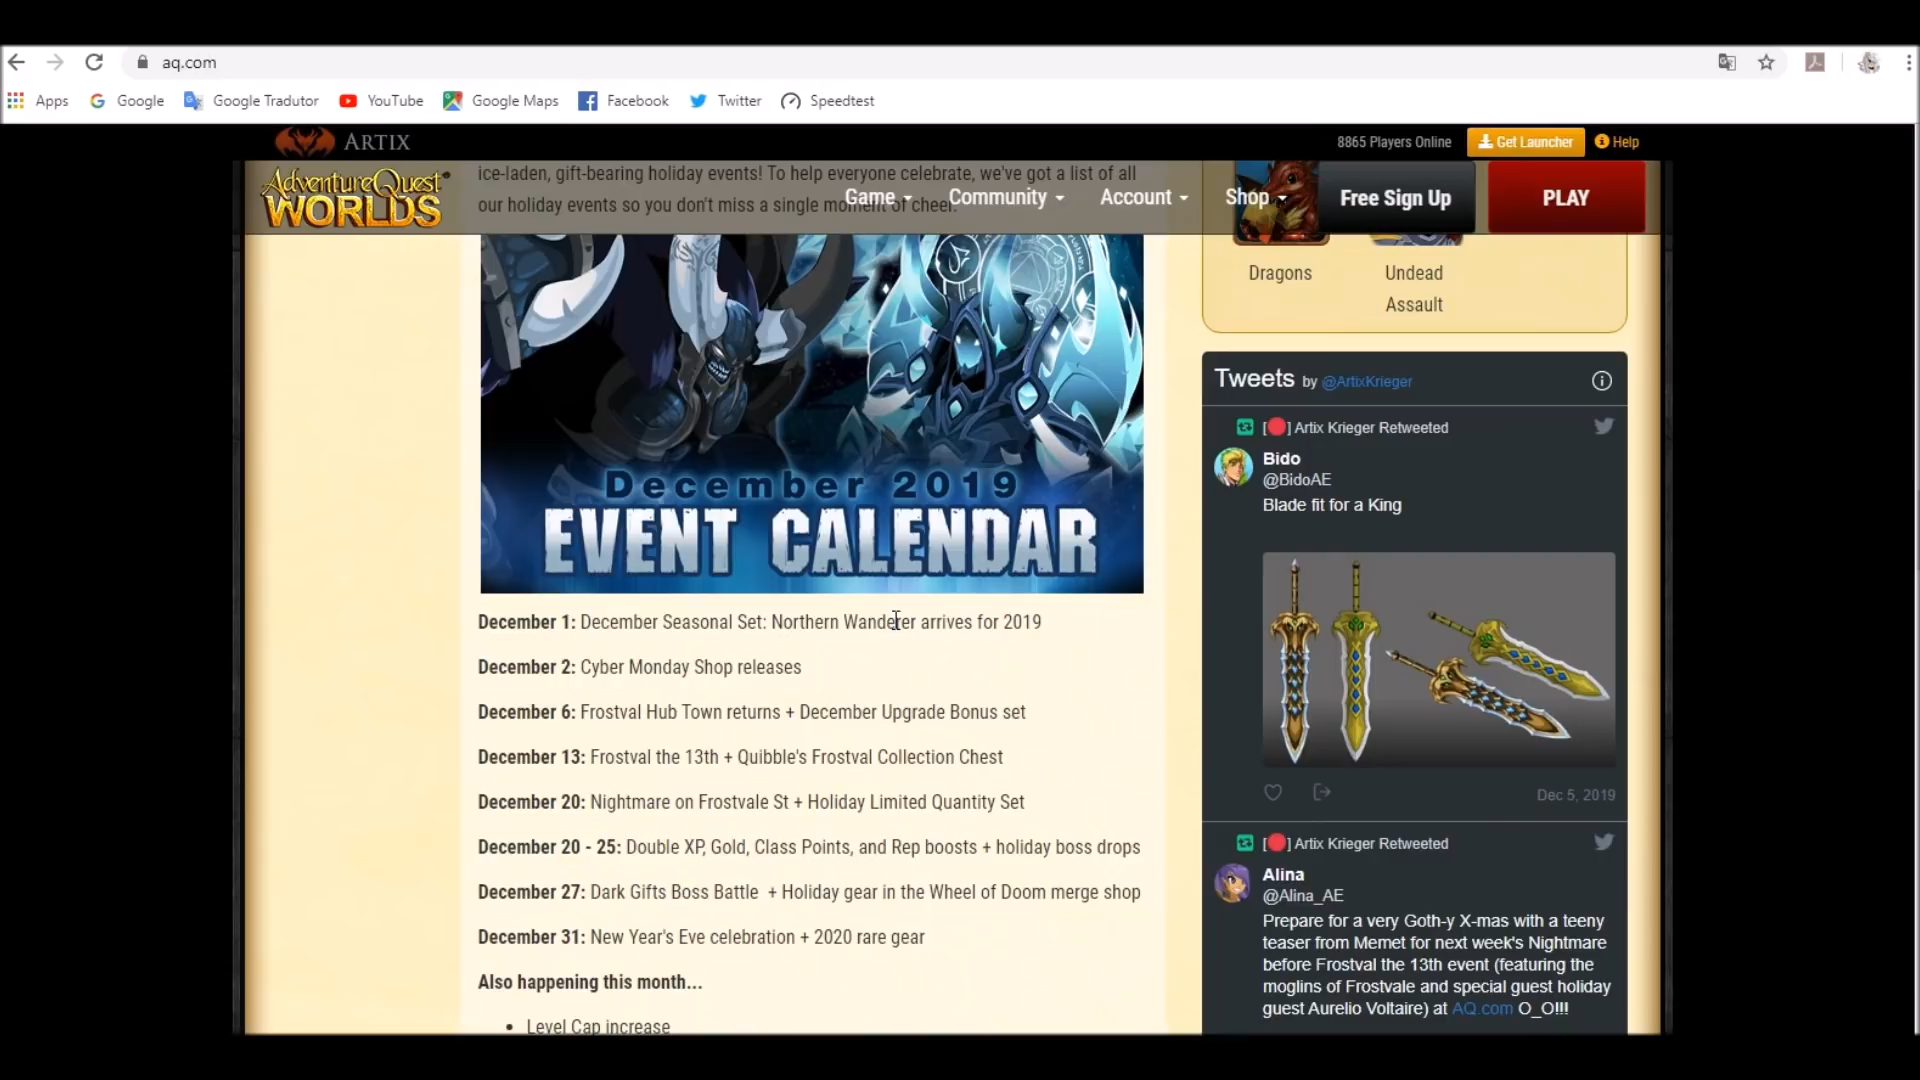 aq.com
Apps Google Google Tradutor YouTube Google Maps Facebook Twitter Speedtest
ARTIX
8865 Players Online Get Launcher Help
AdventureQuest WORLDS
Game Community Account Shop Free Sign Up PLAY
ice-laden, gift-bearing holiday events! To help everyone celebrate, we've got a list of all
our holiday events so you don't miss a single moment of cheer.
December 2019
EVENT CALENDAR
December 1: December Seasonal Set: Northern Wanderer arrives for 2019
December 2: Cyber Monday Shop releases
December 6: Frostval Hub Town returns + December Upgrade Bonus set
December 13: Frostval the 13th + Quibble's Frostval Collection Chest
December 20: Nightmare on Frostvale St + Holiday Limited Quantity Set
December 20 - 25: Double XP, Gold, Class Points, and Rep boosts + holiday boss drops
December 27: Dark Gifts Boss Battle + Holiday gear in the Wheel of Doom merge shop
December 31: New Year's Eve celebration + 2020 rare gear
Also happening this month...
• Level Cap increase
Dragons
Undead
Assault
Tweets by @ArtixKrieger
[ ] Artix Krieger Retweeted
Bido
@BidoAE
Blade fit for a King
Dec 5, 2019
[ ] Artix Krieger Retweeted
Alina
@Alina_AE
Prepare for a very Goth-y X-mas with a teeny
teaser from Memet for next week's Nightmare
before Frostval the 13th event (featuring the
moglins of Frostvale and special guest holiday
guest Aurelio Voltaire) at AQ.com O_O!!!